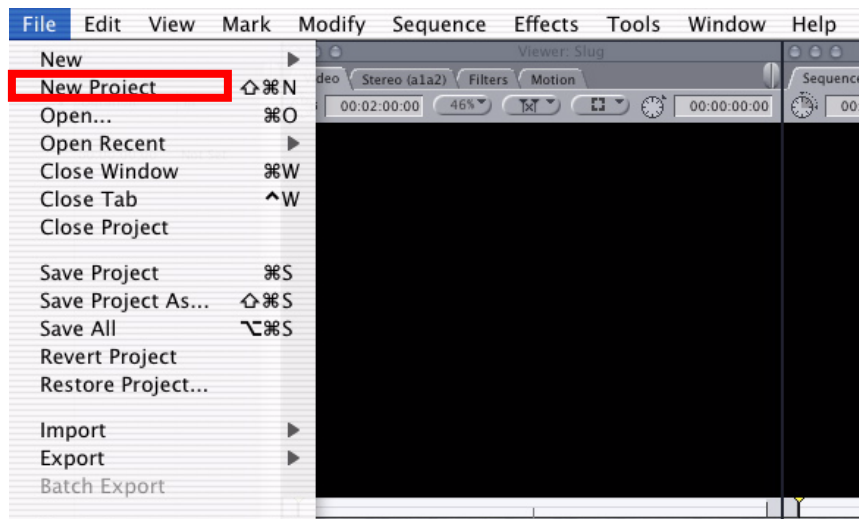 File Edit View Mark Modify Sequence Effects Tools Window Help
Viewer: Slug
New
New Project ⇧⌘N
Open... ⌘O
Open Recent
Close Window ⌘W
Close Tab ^W
Close Project
Save Project ⌘S
Save Project As... ⇧⌘S
Save All ⌥⌘S
Revert Project
Restore Project...
Import
Export
Batch Export
deo Stereo (a1a2) Filters Motion
00:02:00:00 46% 00:00:00:00
Sequence
00